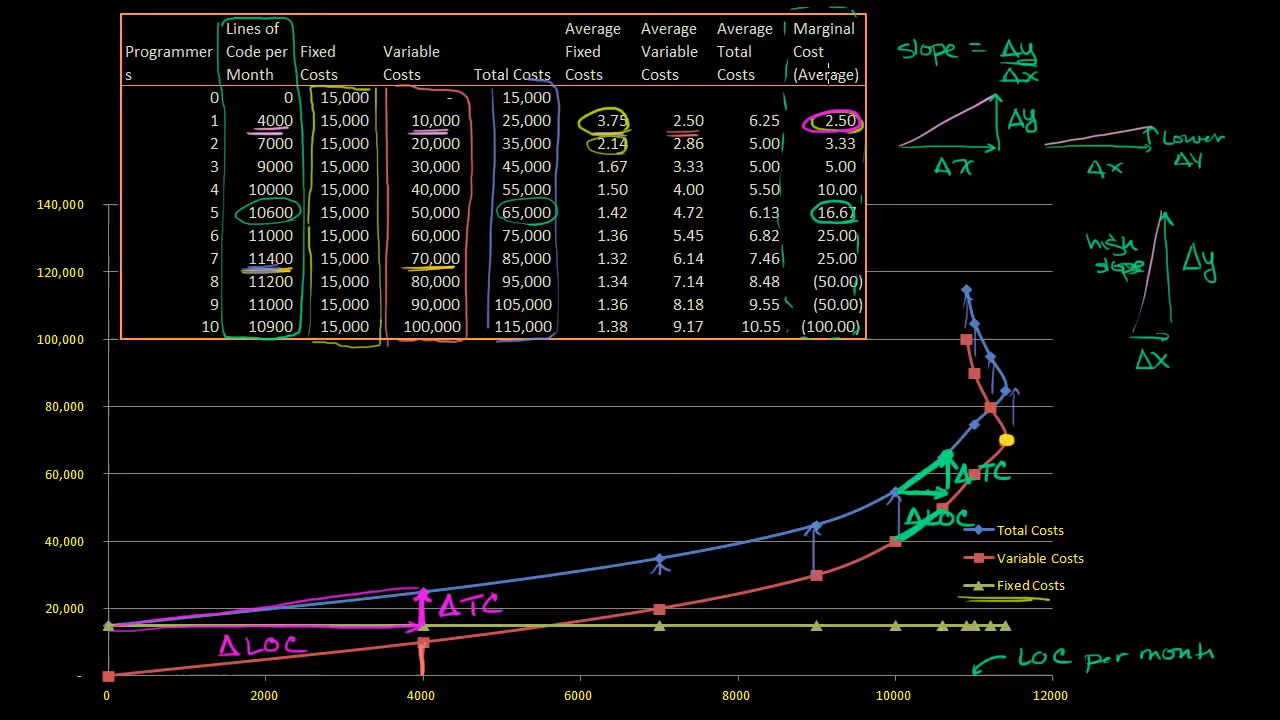 Lines of Average Average Average Marginal
Programmer Code per Fixed Variable Fixed Variable Total Cost
s Month Costs Costs Total Costs Costs Costs Costs (Average)
0 0 15,000 - 15,000
1 4000 15,000 10,000 25,000 3.75 2.50 6.25 2.50
2 7000 15,000 20,000 35,000 2.14 2.86 5.00 3.33
3 9000 15,000 30,000 45,000 1.67 3.33 5.00 5.00
4 10000 15,000 40,000 55,000 1.50 4.00 5.50 10.00
5 10600 15,000 50,000 65,000 1.42 4.72 6.13 16.67
6 11000 15,000 60,000 75,000 1.36 5.45 6.82 25.00
7 11400 15,000 70,000 85,000 1.32 6.14 7.46 25.00
8 11200 15,000 80,000 95,000 1.34 7.14 8.48 (50.00)
9 11000 15,000 90,000 105,000 1.36 8.18 9.55 (50.00)
10 10900 15,000 100,000 115,000 1.38 9.17 10.55 (100.00)
slope = Δy
Δx
Δy
Δx
Lower
Δy
Δx
high
slope
Δy
Δx
140,000
120,000
100,000
80,000
60,000
40,000
20,000
-
ΔTC
ΔLOC
ΔTC
ΔLOC
Total Costs
Variable Costs
Fixed Costs
LOC per month
0 2000 4000 6000 8000 10000 12000